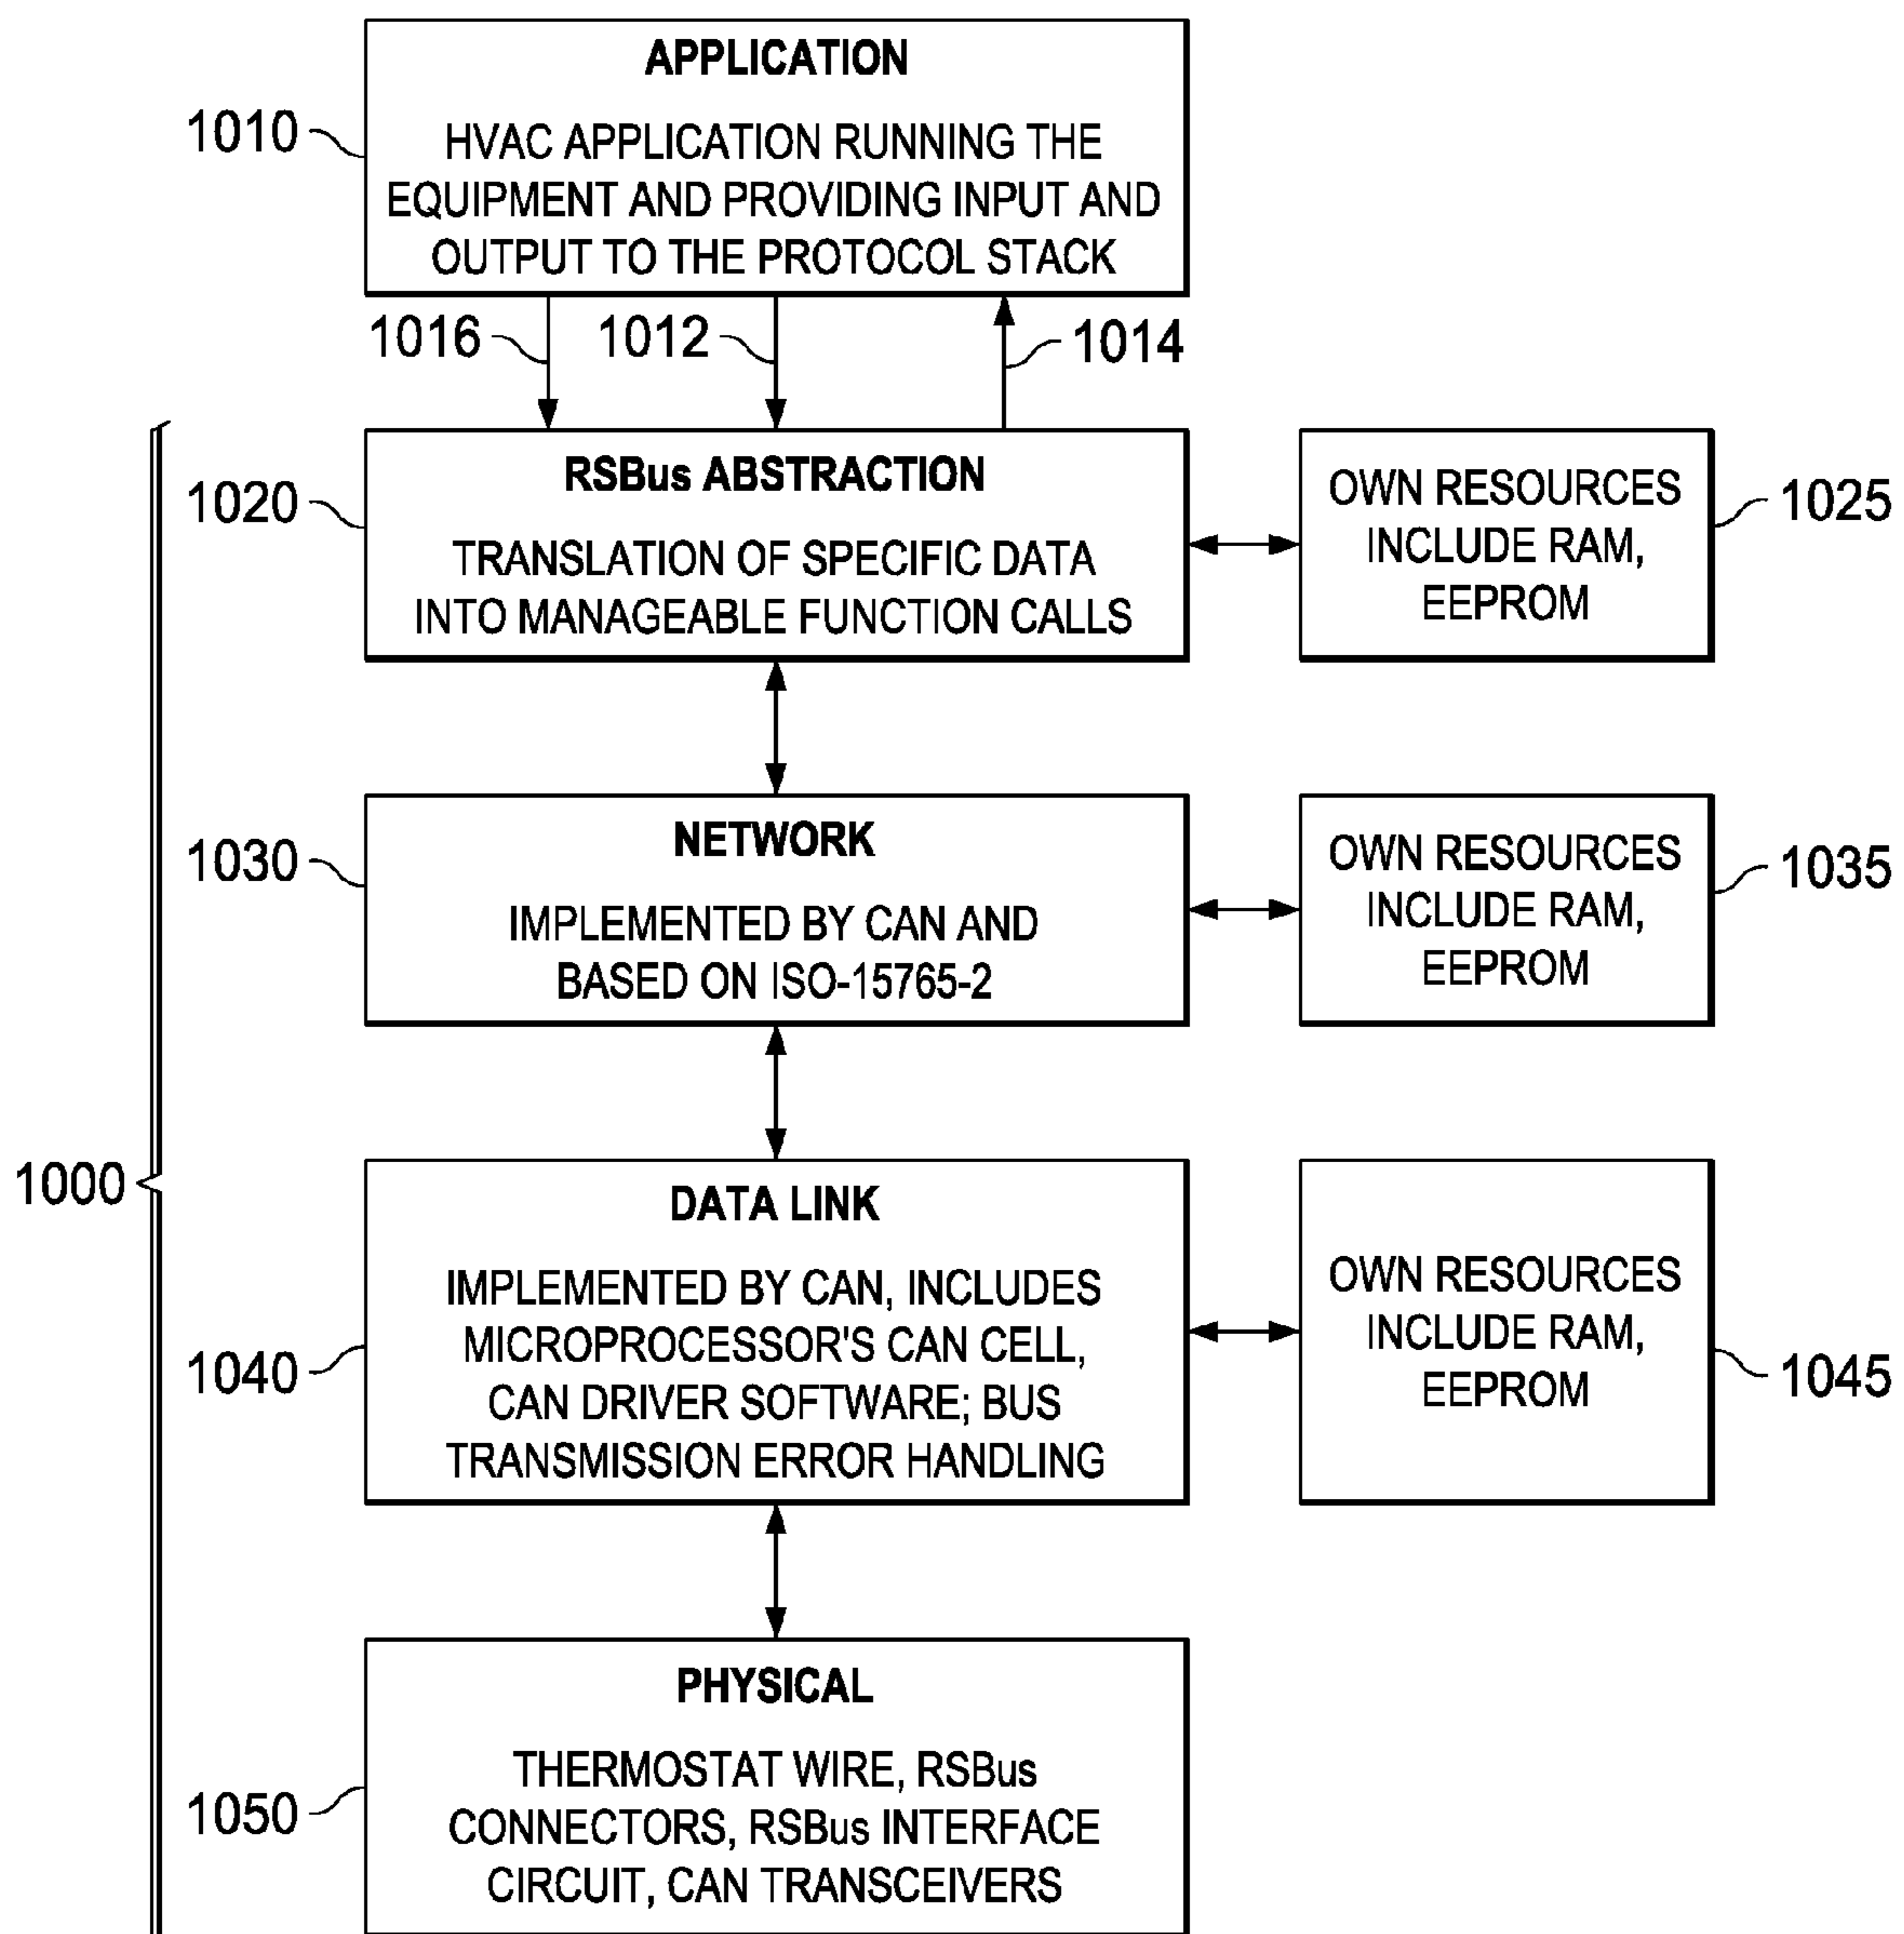 APPLICATION
1010
HVAC APPLICATION RUNNING THE
EQUIPMENT AND PROVIDING INPUT AND
OUTPUT TO THE PROTOCOL STACK
1016
1012
1014
RSBus ABSTRACTION
1020
TRANSLATION OF SPECIFIC DATA
INTO MANAGEABLE FUNCTION CALLS
OWN RESOURCES
INCLUDE RAM,
EEPROM
1025
NETWORK
1030
IMPLEMENTED BY CAN AND
BASED ON ISO-15765-2
OWN RESOURCES
INCLUDE RAM,
EEPROM
1035
1000
DATA LINK
1040
IMPLEMENTED BY CAN, INCLUDES
MICROPROCESSOR'S CAN CELL,
CAN DRIVER SOFTWARE; BUS
TRANSMISSION ERROR HANDLING
OWN RESOURCES
INCLUDE RAM,
EEPROM
1045
PHYSICAL
1050
THERMOSTAT WIRE, RSBus
CONNECTORS, RSBus INTERFACE
CIRCUIT, CAN TRANSCEIVERS